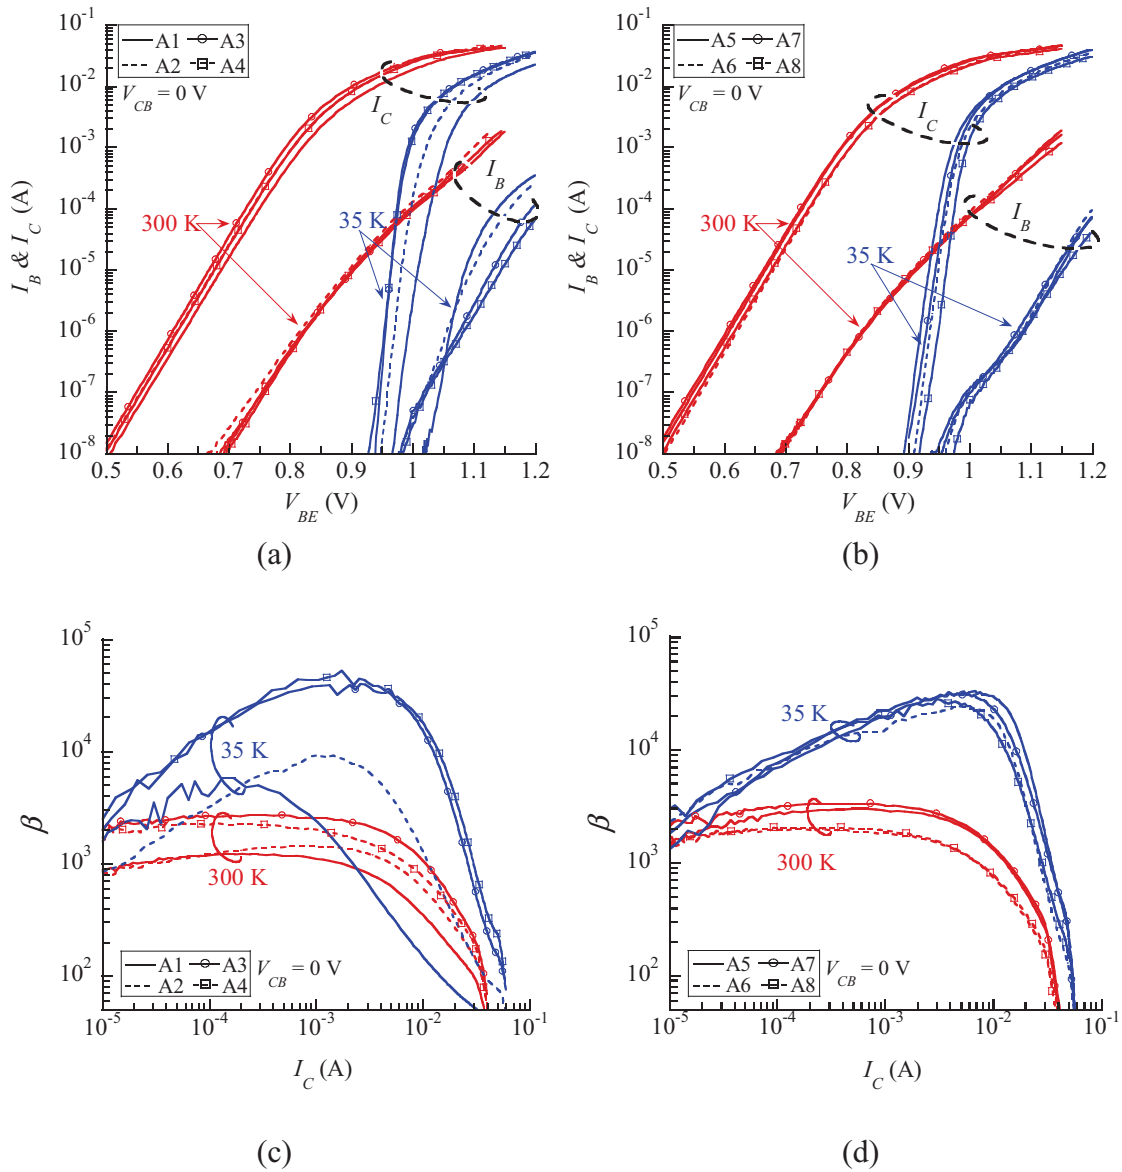 10^-1
10^-2
10^-3
10^-4
10^-5
10^-6
10^-7
10^-8
I_B & I_C (A)
A1 A3
A2 A4
V_CB = 0 V
I_C
I_B
300 K
35 K
0.5 0.6 0.7 0.8 0.9 1 1.1 1.2
V_BE (V)
(a)
10^-1
10^-2
10^-3
10^-4
10^-5
10^-6
10^-7
10^-8
I_B & I_C (A)
A5 A7
A6 A8
V_CB = 0 V
I_C
I_B
35 K
300 K
0.5 0.6 0.7 0.8 0.9 1 1.1 1.2
V_BE (V)
(b)
10^5
10^4
10^3
10^2
β
35 K
300 K
A1 A3
A2 A4
V_CB = 0 V
10^-5 10^-4 10^-3 10^-2 10^-1
I_C (A)
(c)
10^5
10^4
10^3
10^2
β
35 K
300 K
A5 A7
A6 A8
V_CB = 0 V
10^-5 10^-4 10^-3 10^-2 10^-1
I_C (A)
(d)